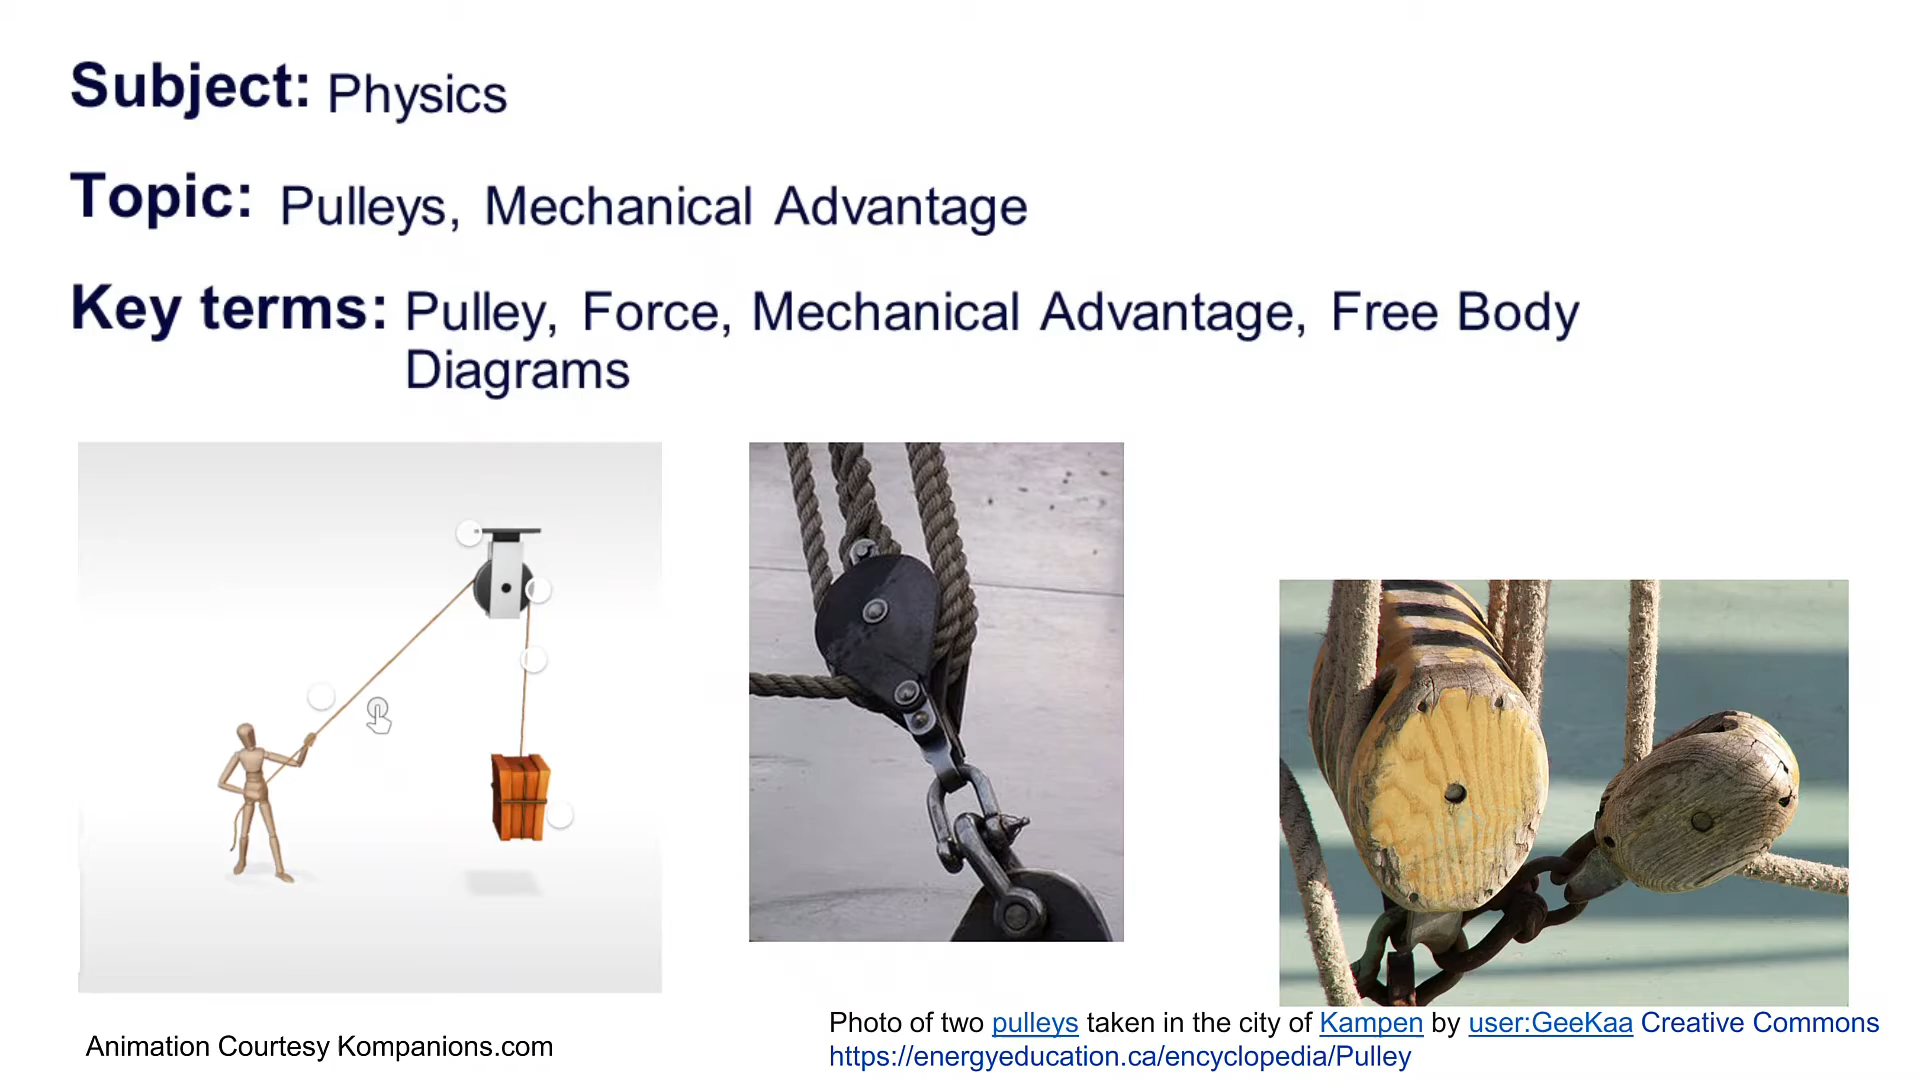 Subject: Physics
Topic: Pulleys, Mechanical Advantage
Key terms: Pulley, Force, Mechanical Advantage, Free Body
Diagrams
Animation Courtesy Kompanions.com
Photo of two pulleys taken in the city of Kampen by user:GeeKaa Creative Commons
https://energyeducation.ca/encyclopedia/Pulley